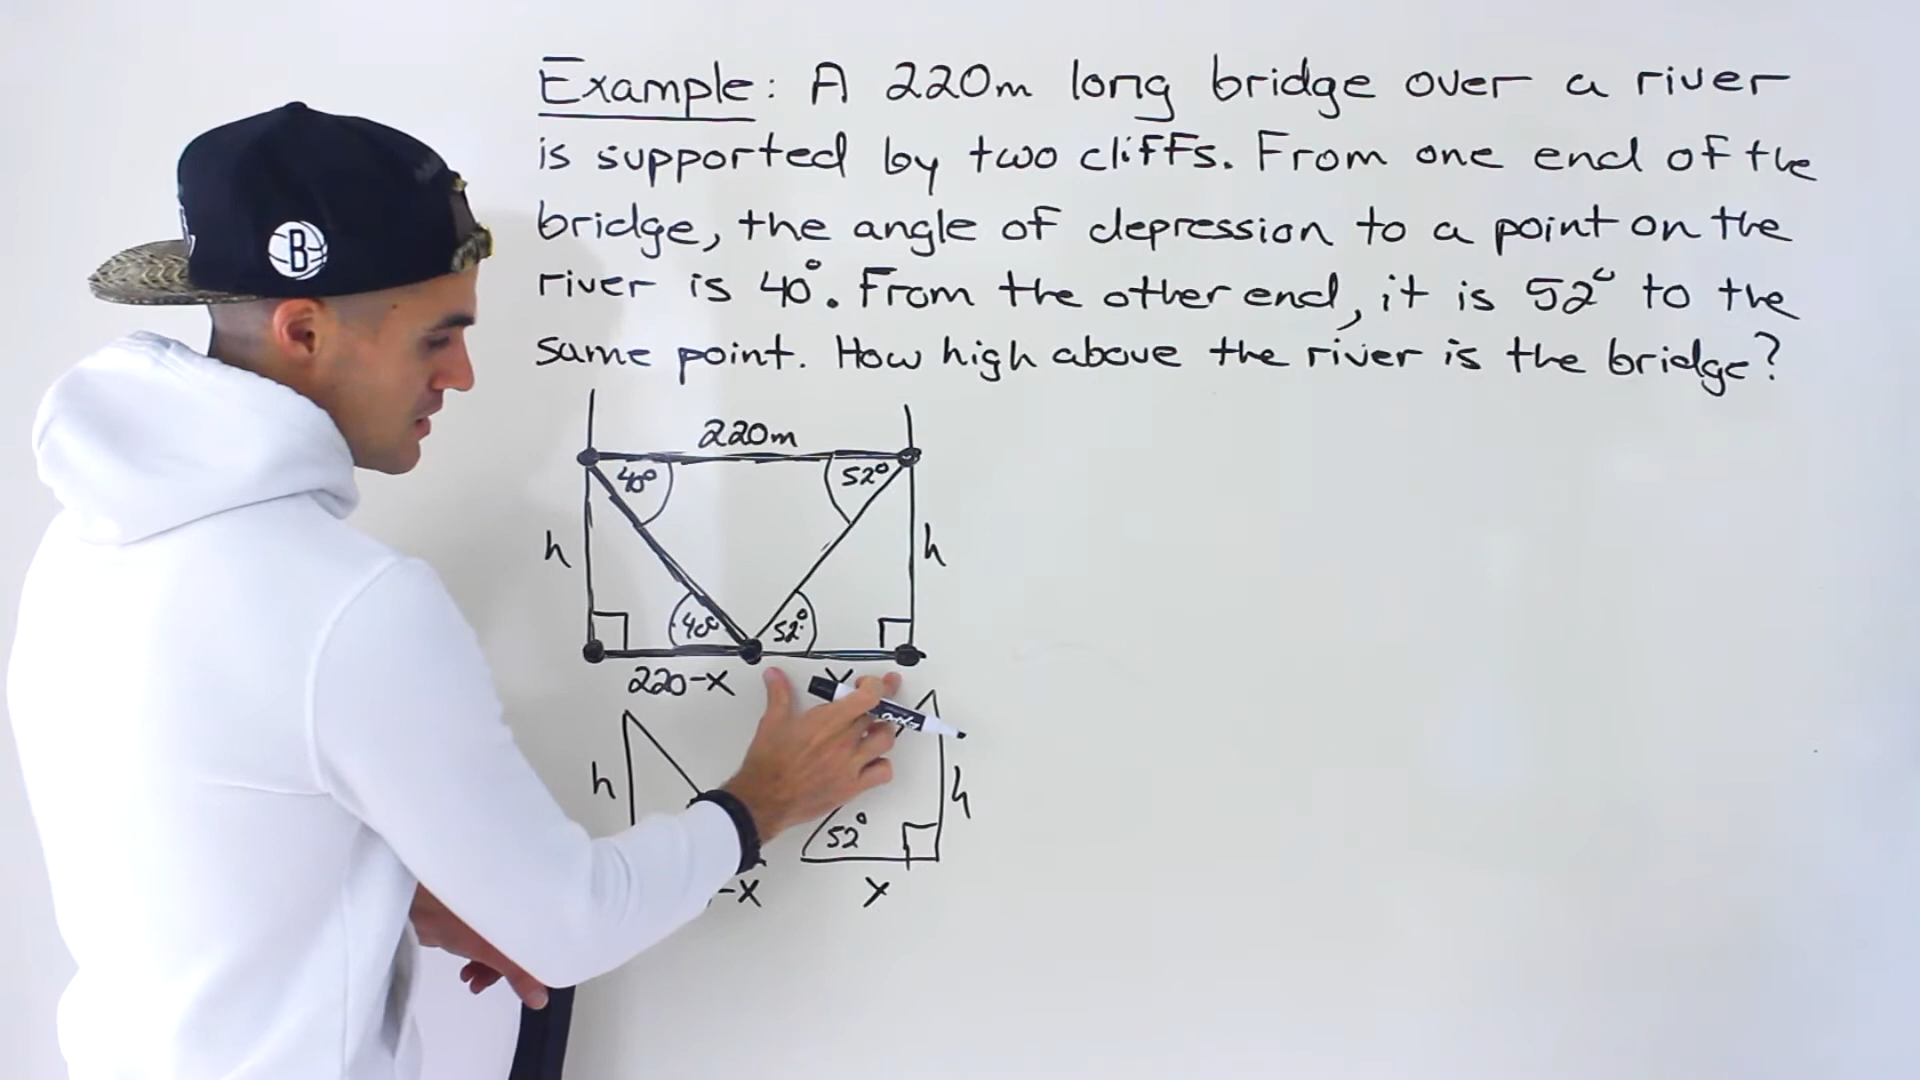 Example: A 220m long bridge over a river
is supported by two cliffs. From one end of the
bridge, the angle of depression to a point on the
river is 40°. From the other end, it is 52° to the
same point. How high above the river is the bridge?
220m
40° 52°
h h
40° 52°
220-x
h h
52°
-x x
B